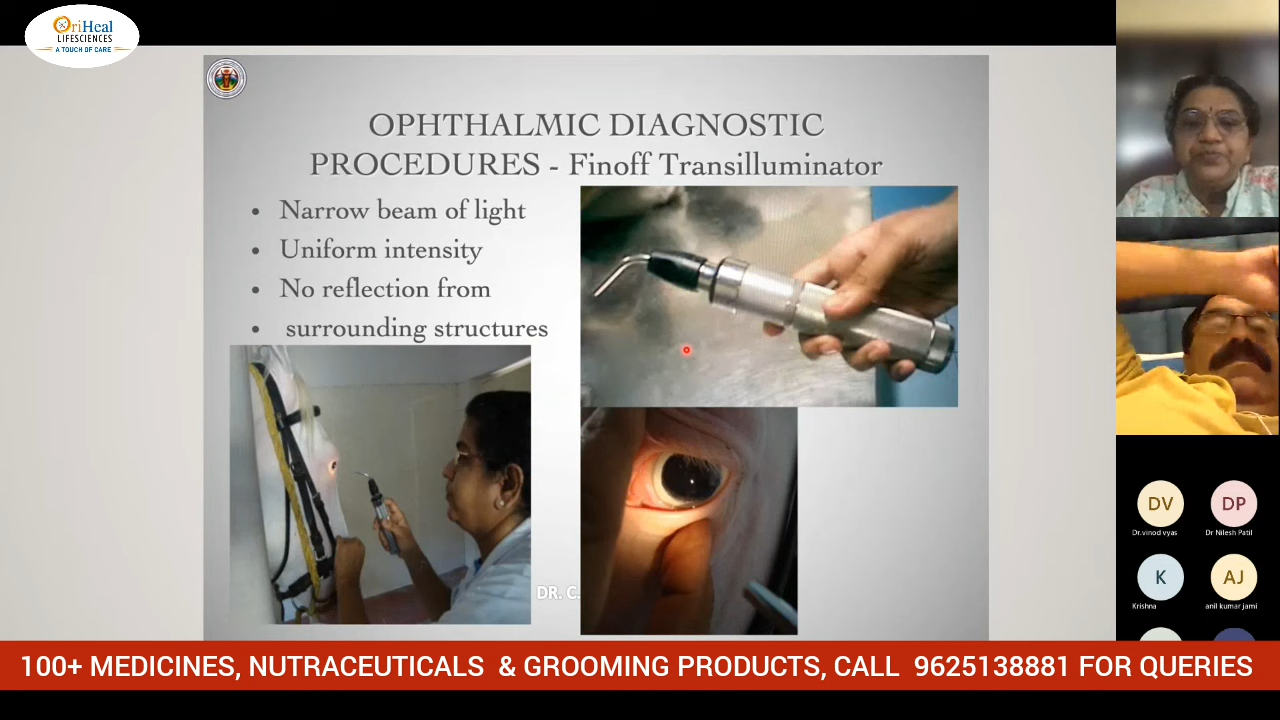 OriHeal
LIFESCIENCES
A TOUCH OF CARE
OPHTHALMIC DIAGNOSTIC
PROCEDURES - Finoff Transilluminator
• Narrow beam of light
• Uniform intensity
• No reflection from
• surrounding structures
DR. C.
DV
DP
Dr.vinod vyas
Dr Nilesh Patil
K
AJ
Krishna
anil kumar jami
100+ MEDICINES, NUTRACEUTICALS & GROOMING PRODUCTS, CALL 9625138881 FOR QUERIES